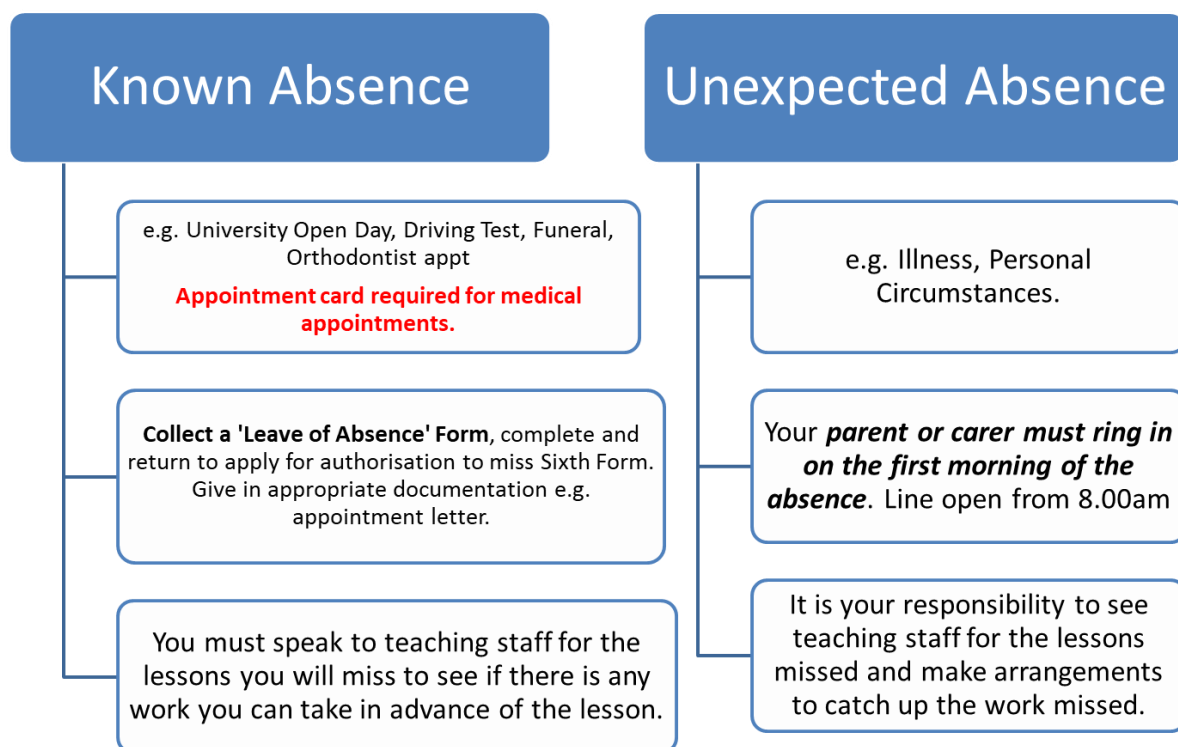 Known Absence
e.g. University Open Day, Driving Test, Funeral,
Orthodontist appt
Appointment card required for medical
appointments.
Collect a 'Leave of Absence' Form, complete and
return to apply for authorisation to miss Sixth Form.
Give in appropriate documentation e.g.
appointment letter.
You must speak to teaching staff for the
lessons you will miss to see if there is any
work you can take in advance of the lesson.
Unexpected Absence
e.g. Illness, Personal
Circumstances.
Your parent or carer must ring in
on the first morning of the
absence. Line open from 8.00am
It is your responsibility to see
teaching staff for the lessons
missed and make arrangements
to catch up the work missed.